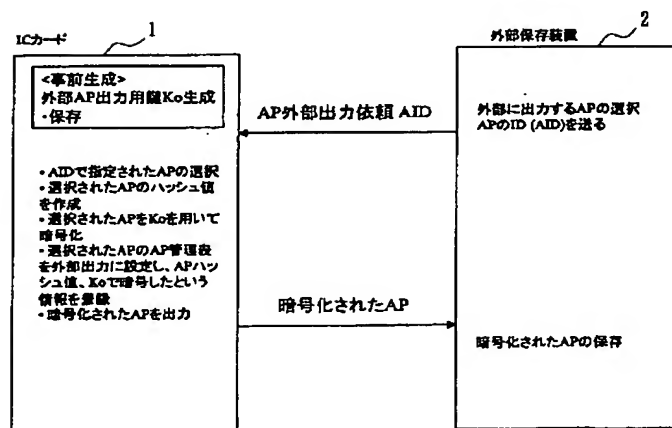 1
ICカード
2
外部保存装置
<事前生成>
外部AP出力用鍵Ko生成
・保存
AP外部出力依頼 AID
外部に出力するAPの選択
APのID (AID)を送る
・AIDで指定されたAPの選択
・選択されたAPのハッシュ値
を作成
・選択されたAPをKoを用いて
暗号化
・選択されたAPのAP管理表
を外部出力に設定し、APハッ
シュ値、Koで暗号したという
情報を登録
・暗号化されたAPを出力
暗号化されたAP
暗号化されたAPの保存